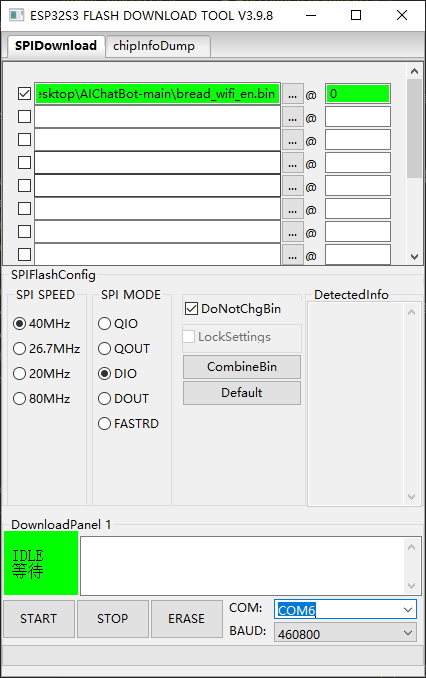 ESP32S3 FLASH DOWNLOAD TOOL V3.9.8
SPIDownload chipInfoDump
esktop\AIChatBot-main\bread_wifi_en.bin ... @ 0
... @
... @
... @
... @
... @
... @
... @
SPIFlashConfig
SPI SPEED
40MHz
26.7MHz
20MHz
80MHz
SPI MODE
QIO
QOUT
DIO
DOUT
FASTRD
DoNotChgBin
LockSettings
CombineBin
Default
DetectedInfo
DownloadPanel 1
IDLE
等待
START STOP ERASE
COM: COM6
BAUD: 460800